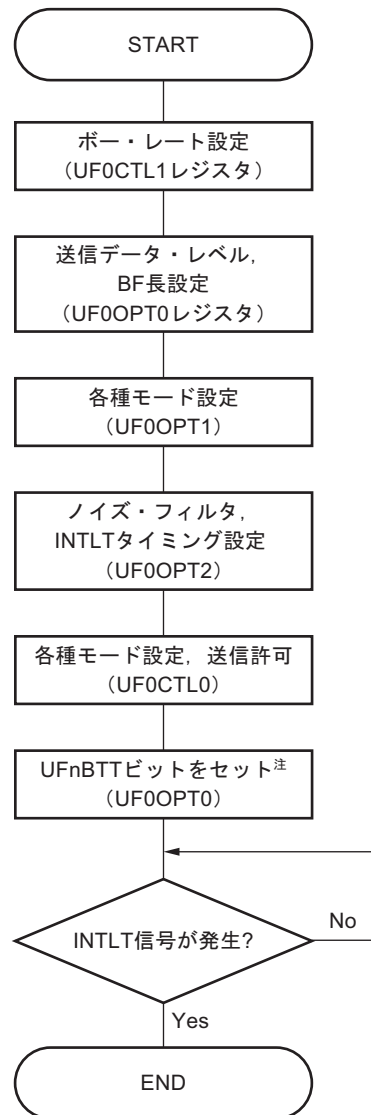 START
ボー・レート設定
(UF0CTL1レジスタ)
送信データ・レベル,
BF長設定
(UF0OPT0レジスタ)
各種モード設定
(UF0OPT1)
ノイズ・フィルタ,
INTLTタイミング設定
(UF0OPT2)
各種モード設定,送信許可
(UF0CTL0)
UFnBTTビットをセット注
(UF0OPT0)
INTLT信号が発生?
No
Yes
END